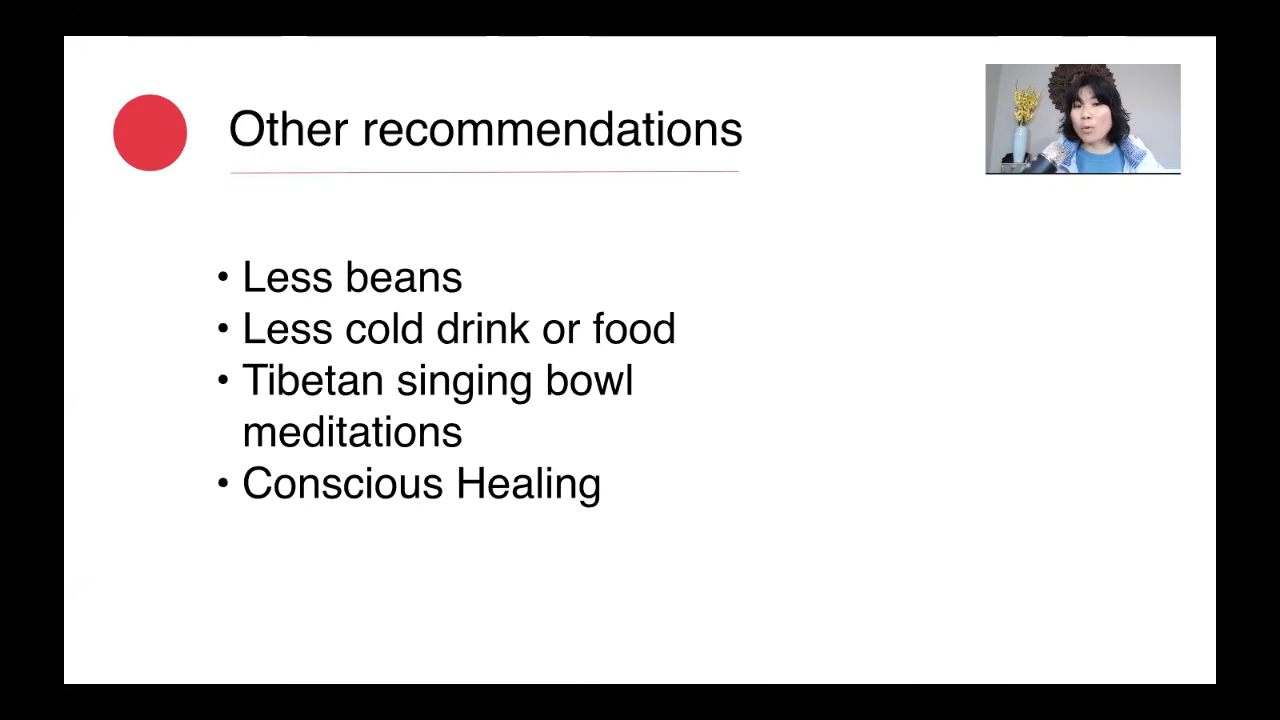 Other recommendations
• Less beans
• Less cold drink or food
• Tibetan singing bowl
meditations
• Conscious Healing